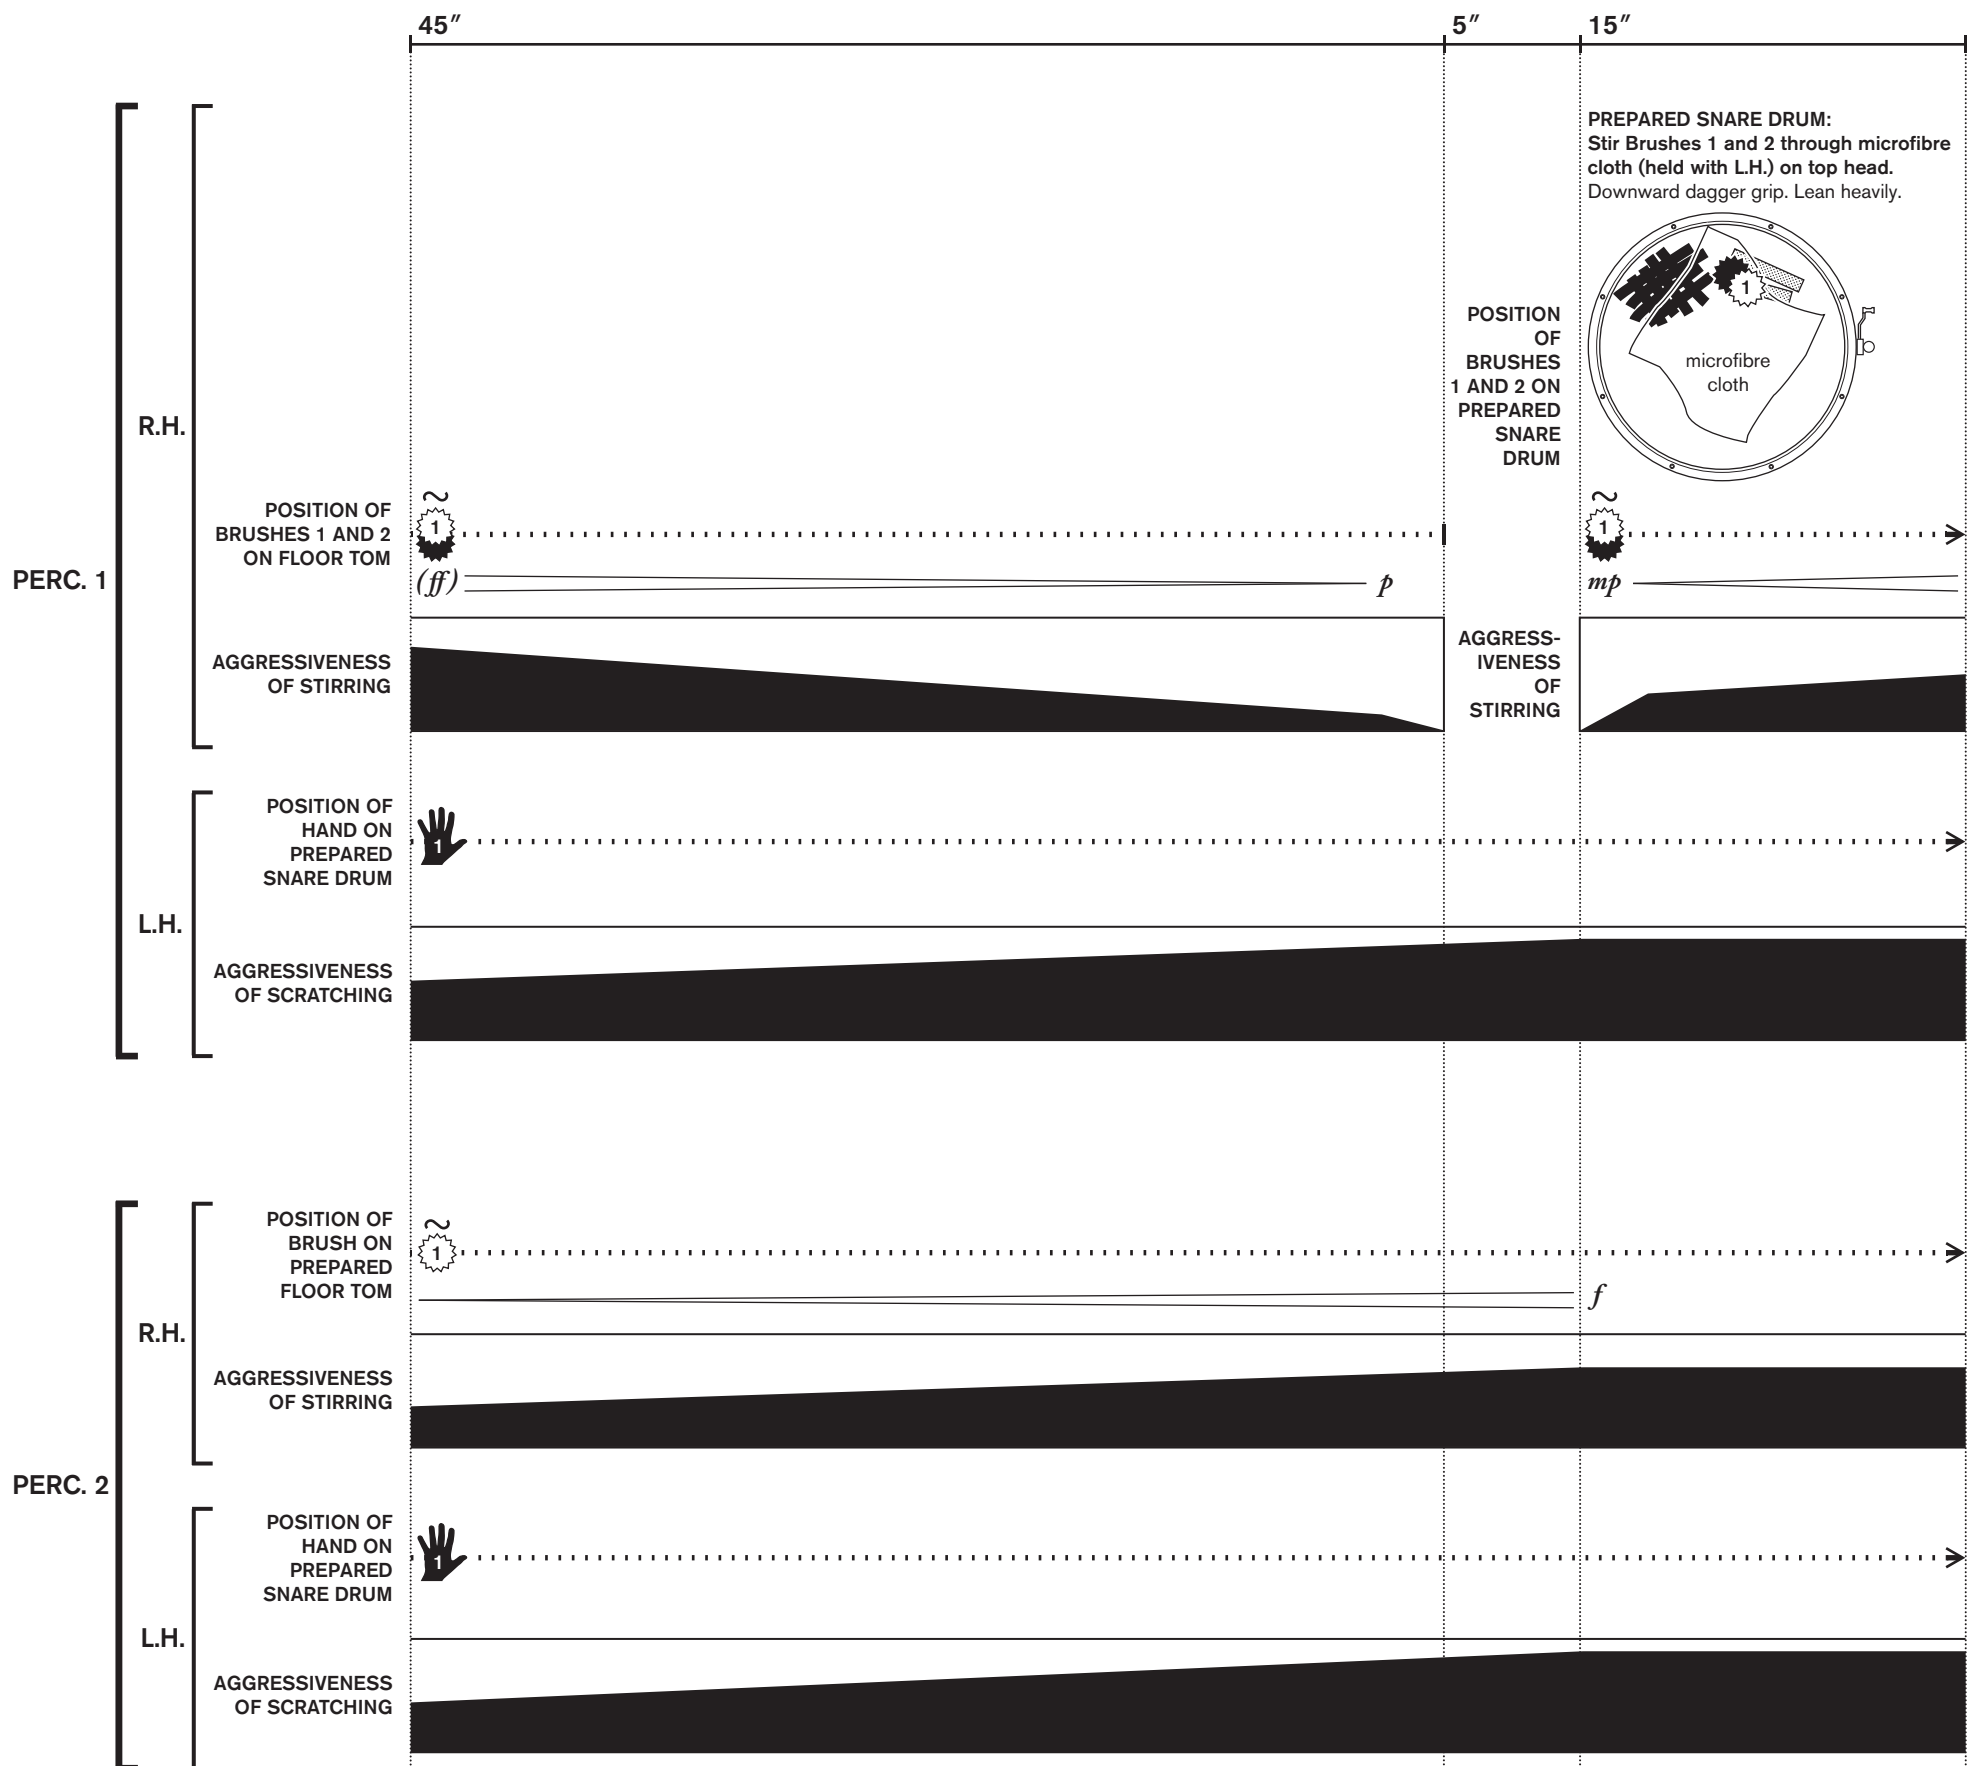 45″
5″
15″
PREPARED SNARE DRUM:
Stir Brushes 1 and 2 through microfibre
cloth (held with L.H.) on top head.
Downward dagger grip. Lean heavily.
1
microfibre
cloth
POSITION
OF
BRUSHES
1 AND 2 ON
PREPARED
SNARE
DRUM
PERC. 1
R.H.
POSITION OF
BRUSHES 1 AND 2
ON FLOOR TOM
1
1
(ff)
p
mp
AGGRESSIVENESS
OF STIRRING
AGGRESS-
IVENESS
OF
STIRRING
L.H.
POSITION OF
HAND ON
PREPARED
SNARE DRUM
1
AGGRESSIVENESS
OF SCRATCHING
PERC. 2
R.H.
POSITION OF
BRUSH ON
PREPARED
FLOOR TOM
1
f
AGGRESSIVENESS
OF STIRRING
L.H.
POSITION OF
HAND ON
PREPARED
SNARE DRUM
1
AGGRESSIVENESS
OF SCRATCHING